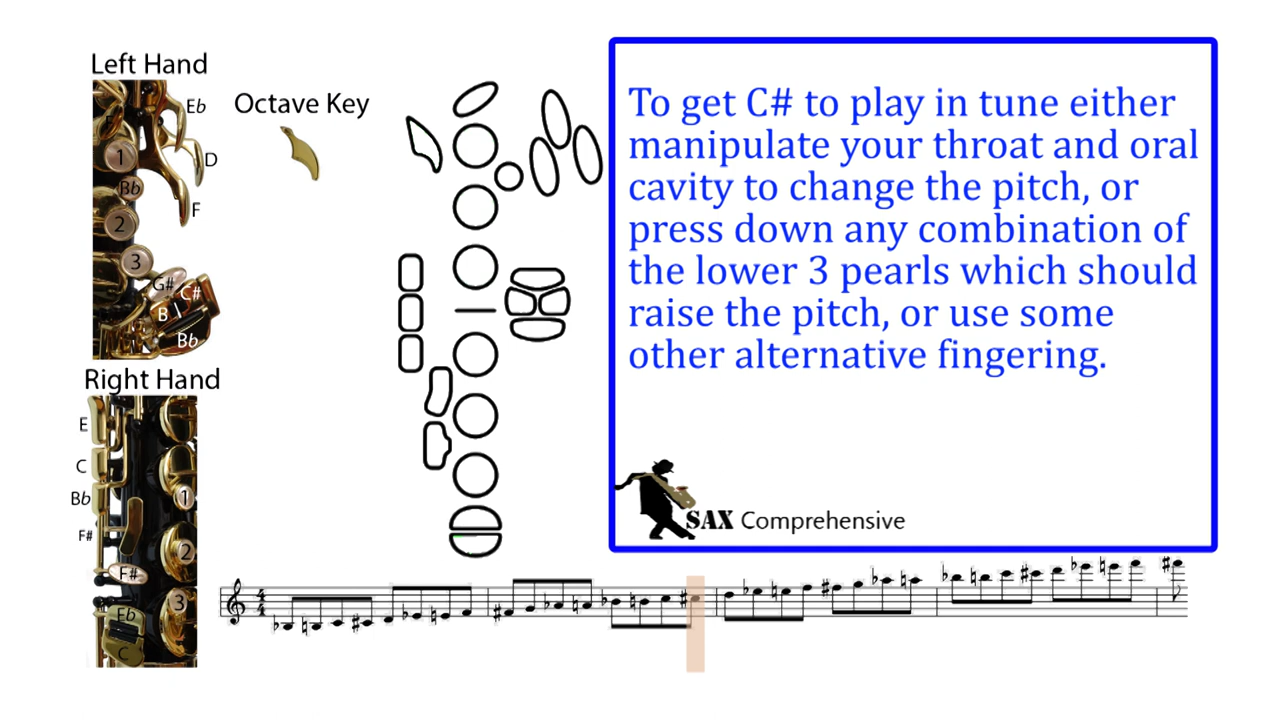 Left Hand
Eb
Octave Key
1
D
Bb
F
2
3
G#
C#
B
Bb
Right Hand
E
C
Bb
1
F#
2
F#
3
Eb
C
To get C# to play in tune either
manipulate your throat and oral
cavity to change the pitch, or
press down any combination of
the lower 3 pearls which should
raise the pitch, or use some
other alternative fingering.
SAX Comprehensive
4
4